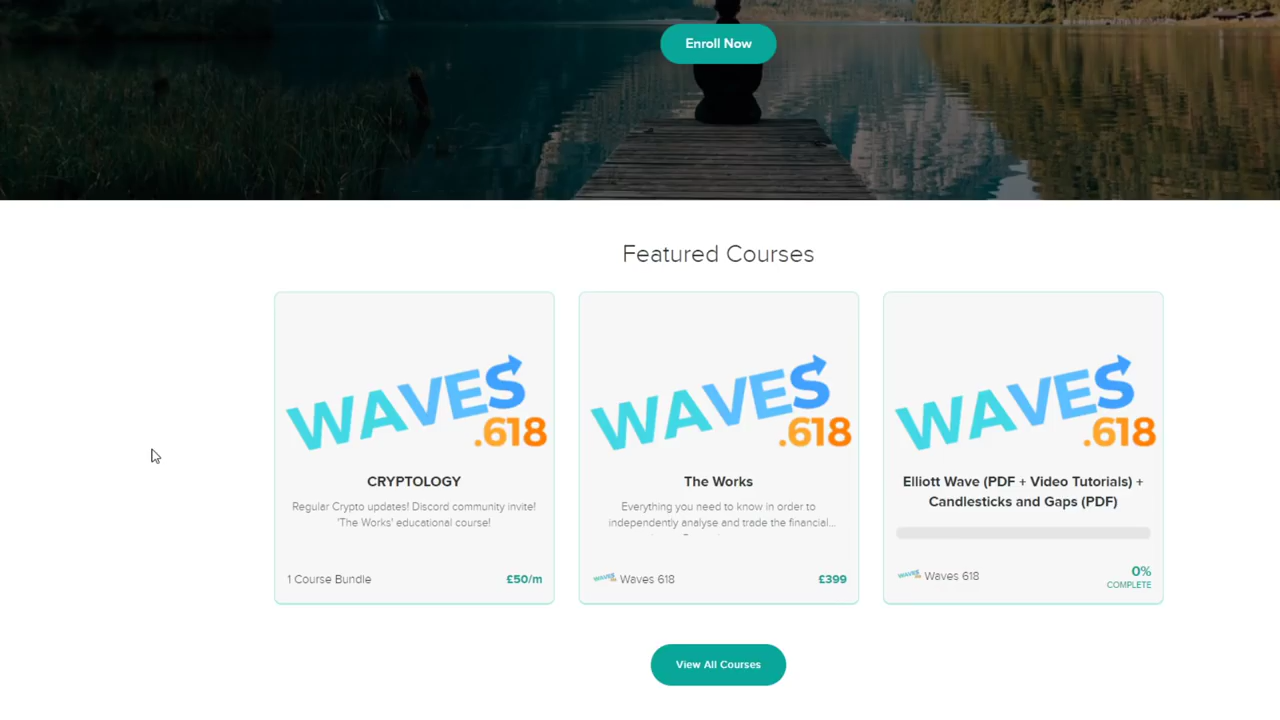 Enroll Now
Featured Courses
WAVES
.618
CRYPTOLOGY
Regular Crypto updates! Discord community invite!
'The Works' educational course!
1 Course Bundle
£50/m
WAVES
.618
The Works
Everything you need to know in order to
independently analyse and trade the financial...
Waves 618
£399
WAVES
.618
Elliott Wave (PDF + Video Tutorials) +
Candlesticks and Gaps (PDF)
Waves 618
0%
COMPLETE
View All Courses